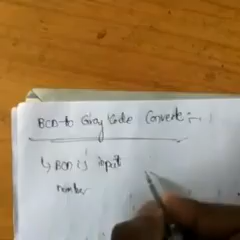 BCD to Gray Code Converter :-
↳ BCD is input
number